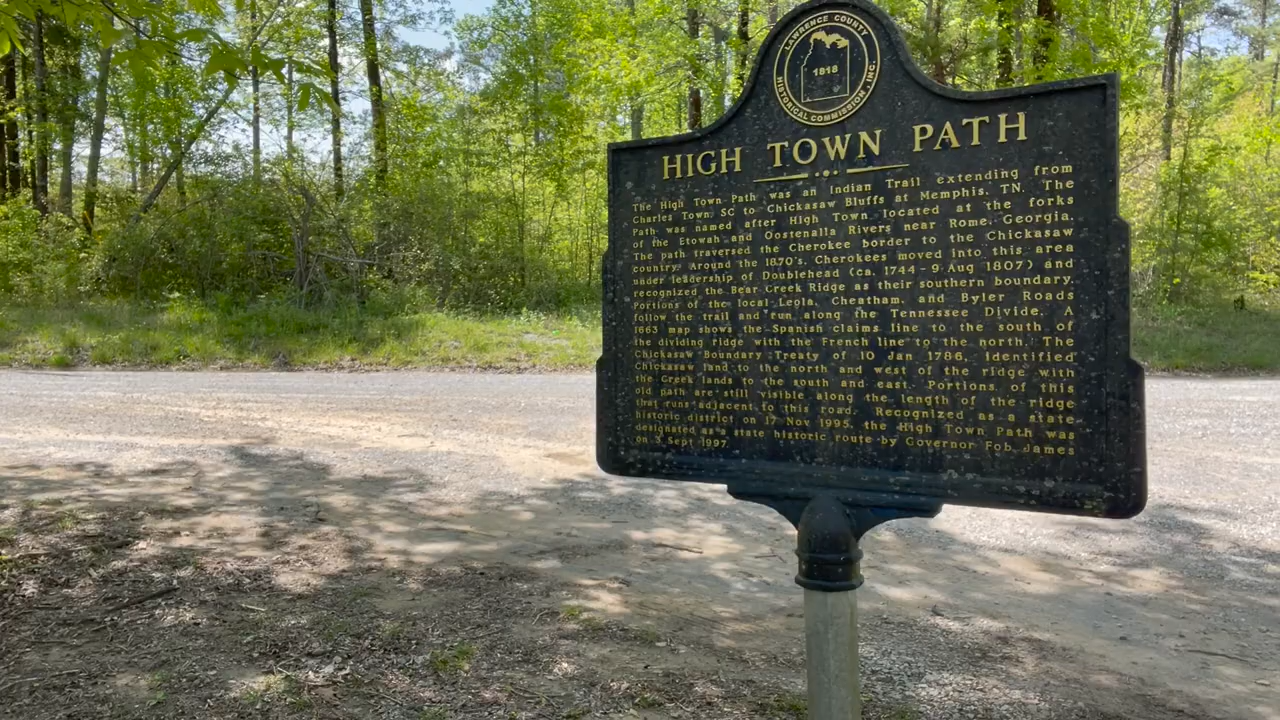 LAWRENCE COUNTY
1818
HISTORICAL COMMISSION, INC.
HIGH TOWN PATH
The High Town Path was an Indian Trail extending from
Charles Town, SC to Chickasaw Bluffs at Memphis, TN. The
Path was named after High Town located at the forks
of the Etowah and Oostenalla Rivers near Rome, Georgia.
The path traversed the Cherokee border to the Chickasaw
country. Around the 1870's, Cherokees moved into this area
under leadership of Doublehead (ca. 1744-9 Aug 1807) and
recognized the Bear Creek Ridge as their southern boundary.
Portions of the local Leola, Cheatham, and Byler Roads
follow the trail and run along the Tennessee Divide. A
1663 map shows the Spanish claims line to the south of
the dividing ridge with the French line to the north. The
Chickasaw Boundary Treaty of 10 Jan 1786, identified
Chickasaw land to the north and west of the ridge with
the Creek lands to the south and east. Portions of this
old path are still visible along the length of the ridge
that runs adjacent to this road. Recognized as a state
historic district on 17 Nov 1995, the High Town Path was
designated as a state historic route by Governor Fob James
on 3 Sept 1997.